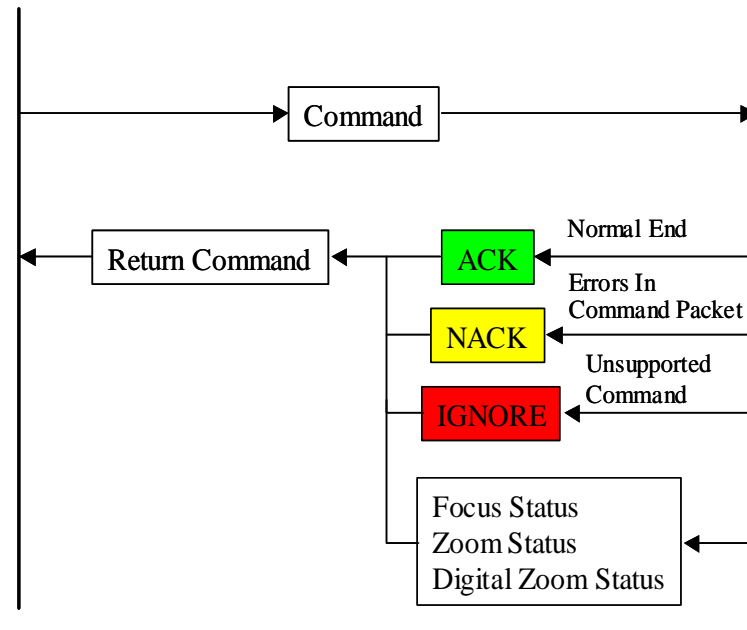 Command
Normal End
Return Command
ACK
Errors In
Command Packet
NACK
Unsupported
Command
IGNORE
Focus Status
Zoom Status
Digital Zoom Status